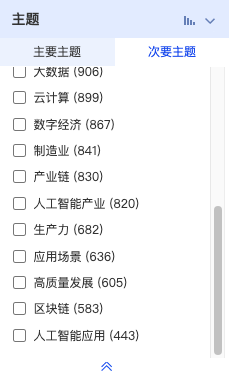 主题
主要主题 次要主题
大数据 (906)
云计算 (899)
数字经济 (867)
制造业 (841)
产业链 (830)
人工智能产业 (820)
生产力 (682)
应用场景 (636)
高质量发展 (605)
区块链 (583)
人工智能应用 (443)